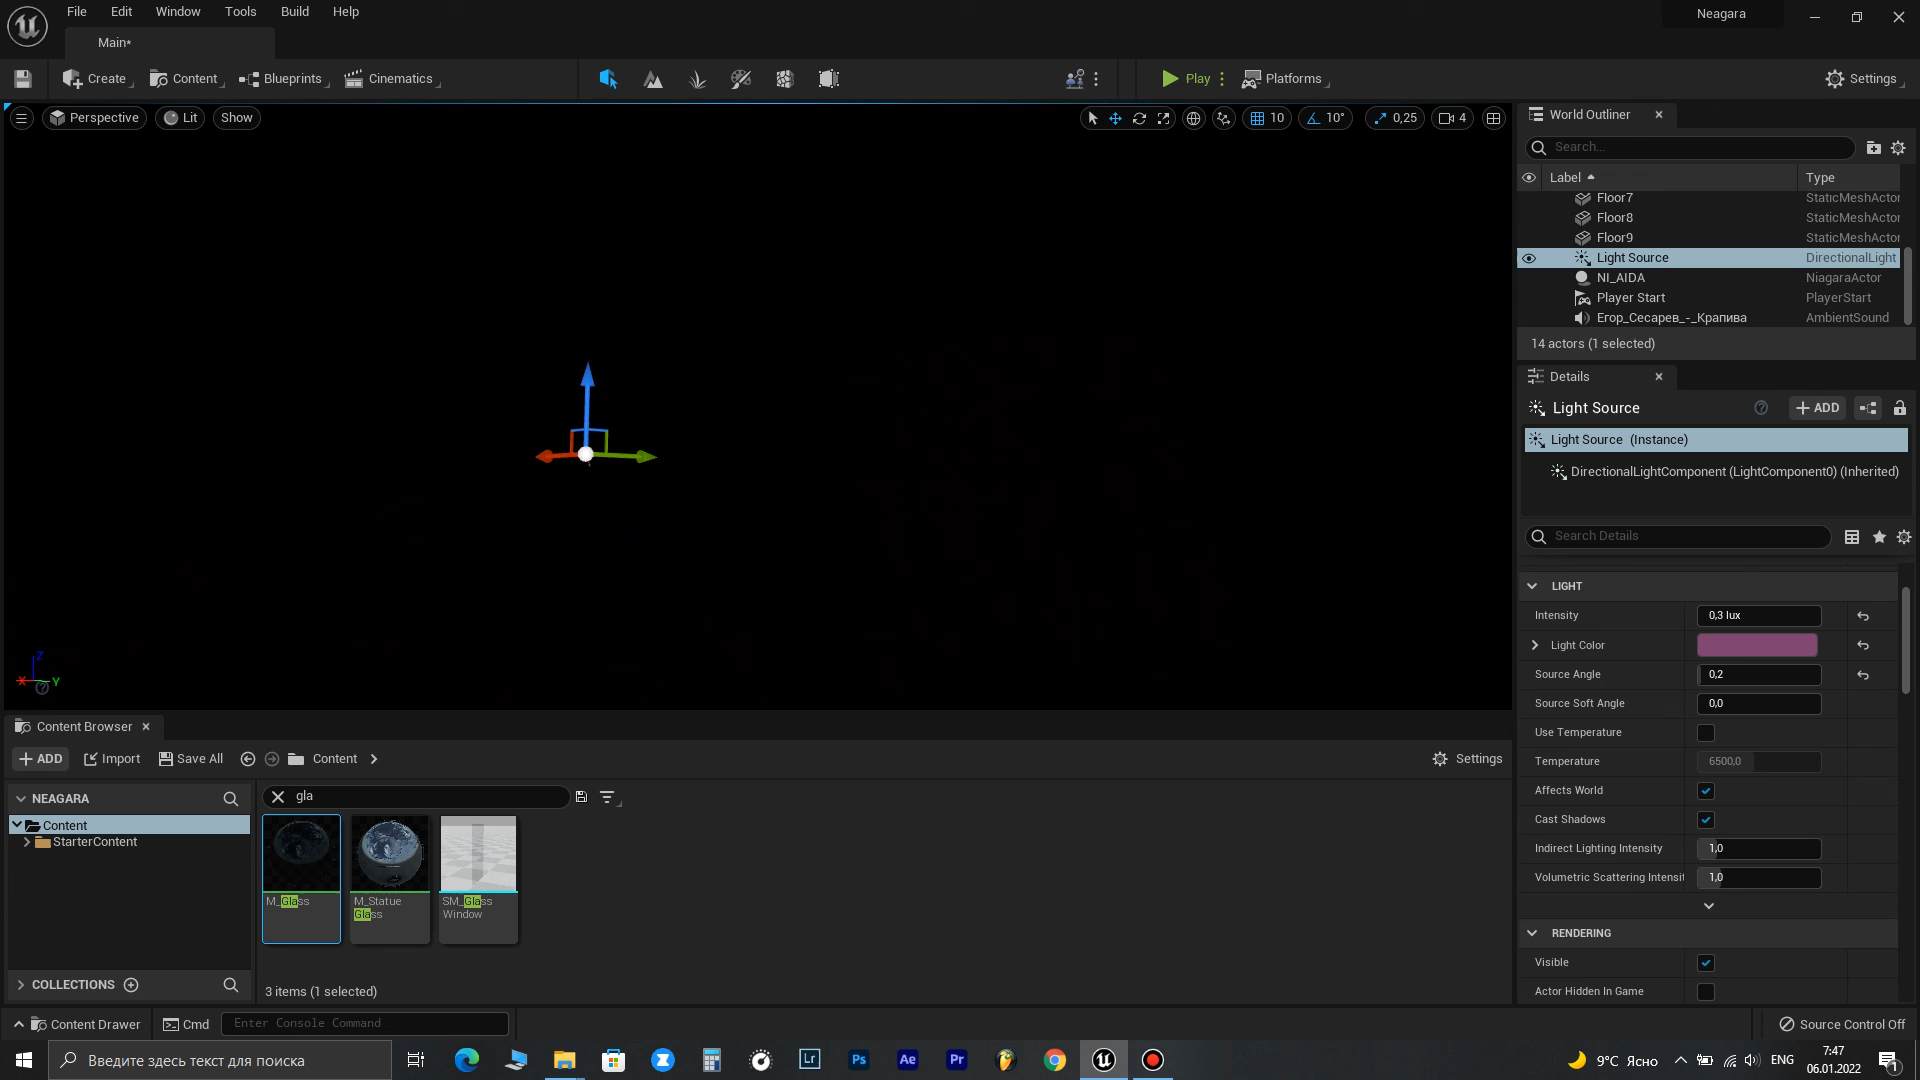 File Edit Window Tools Build Help
Neagara
Main*
Create Content Blueprints Cinematics Play Platforms Settings
Perspective Lit Show 10 10° 0,25 4
World Outliner
Search...
Label Type
Floor7 StaticMeshActor
Floor8 StaticMeshActor
Floor9 StaticMeshActor
Light Source DirectionalLight
NI_AIDA NiagaraActor
Player Start PlayerStart
Егор_Сесарев_-_Крапива AmbientSound
14 actors (1 selected)
Details
Light Source ADD
Light Source (Instance)
DirectionalLightComponent (LightComponent0) (Inherited)
Search Details
LIGHT
Intensity 0,3 lux
Light Color
Source Angle 0,2
Source Soft Angle 0,0
Use Temperature
Temperature 6500,0
Affects World
Cast Shadows
Indirect Lighting Intensity 1,0
Volumetric Scattering Intensit 1,0
RENDERING
Visible
Actor Hidden In Game
Z
X Y
Content Browser
ADD Import Save All Content Settings
NEAGARA
gla
Content
StarterContent
M_Glass
M_Statue
Glass
SM_Glass
Window
COLLECTIONS
3 items (1 selected)
Content Drawer Cmd Enter Console Command Source Control Off
Введите здесь текст для поиска
Lr Ps Ae Pr
9°C Ясно ENG
7:47
06.01.2022
1